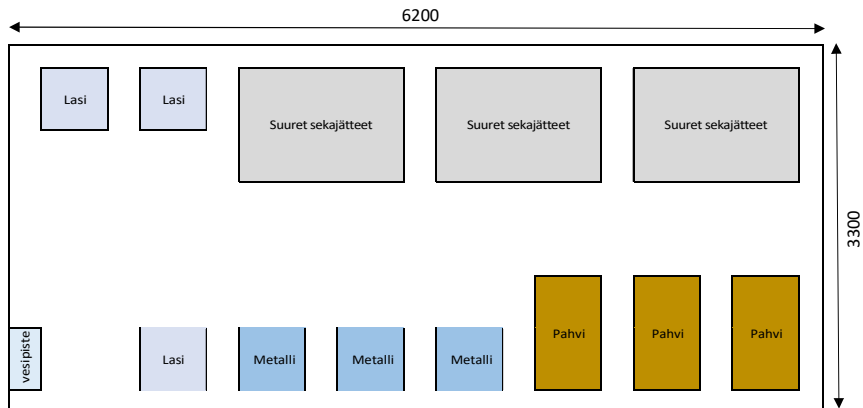 6200
Lasi
Lasi
Suuret sekajätteet
Suuret sekajätteet
Suuret sekajätteet
3300
vesipiste
Lasi
Metalli
Metalli
Metalli
Pahvi
Pahvi
Pahvi